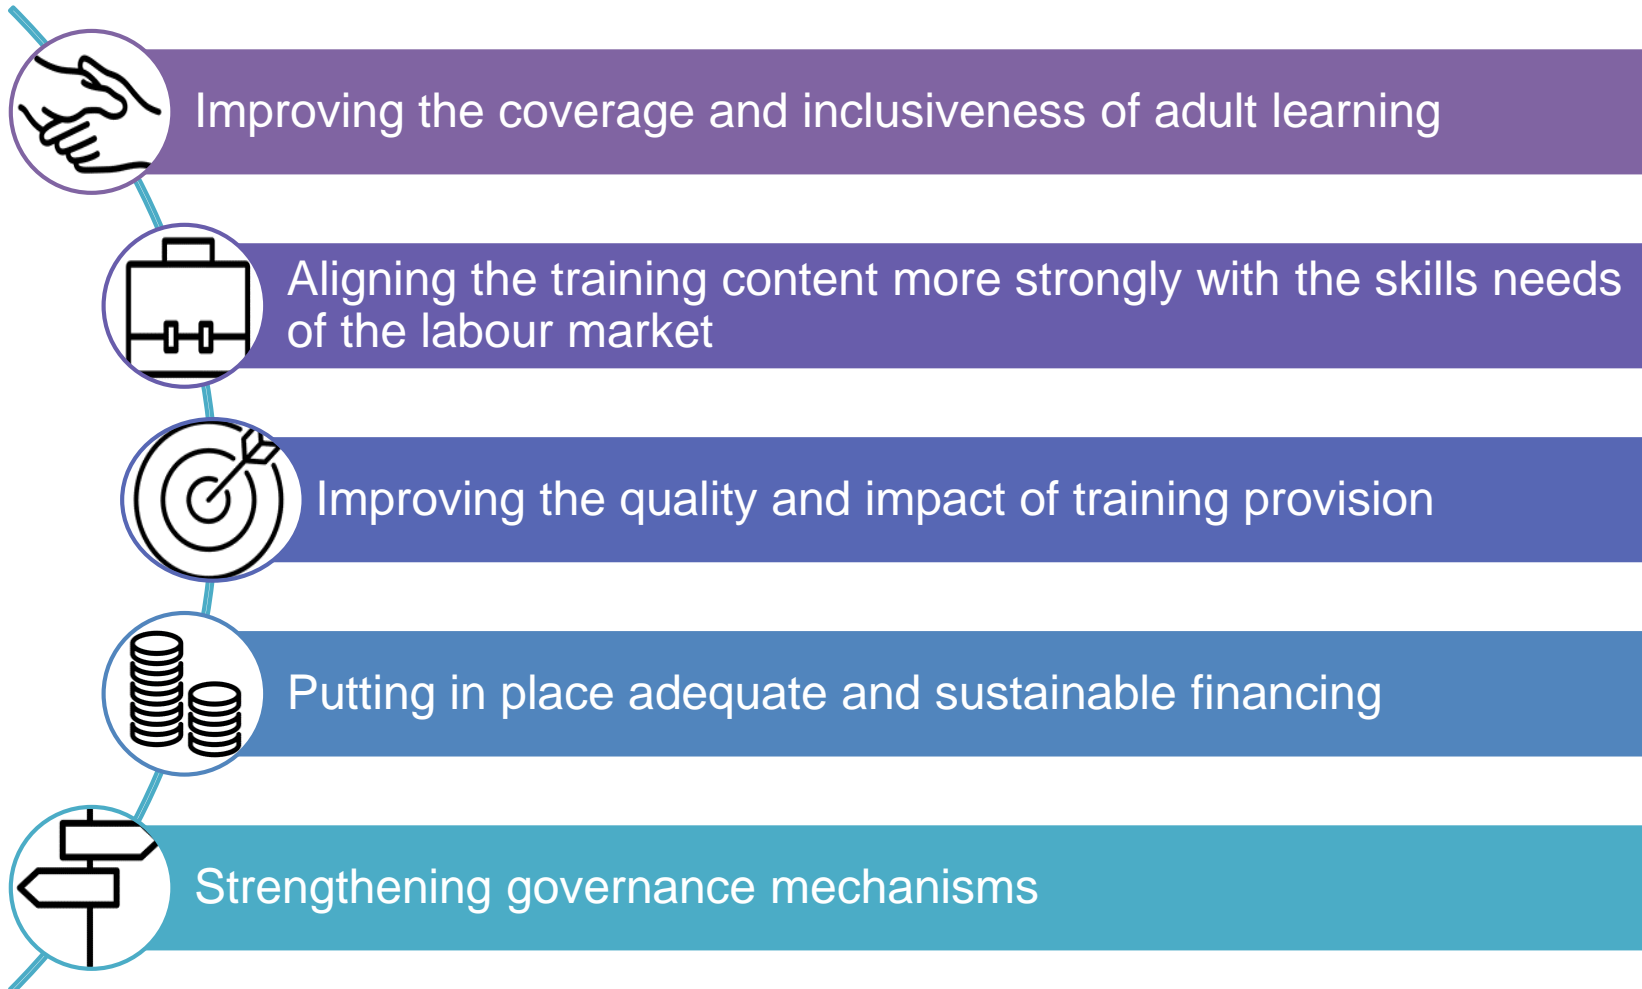 Improving the coverage and inclusiveness of adult learning
Aligning the training content more strongly with the skills needs
of the labour market
Improving the quality and impact of training provision
Putting in place adequate and sustainable financing
Strengthening governance mechanisms